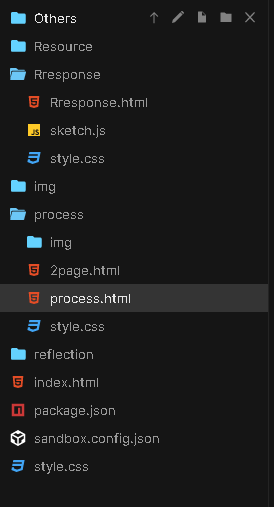 Others
Resource
Rresponse
Rresponse.html
JS sketch.js
style.css
img
process
img
2page.html
process.html
style.css
reflection
index.html
package.json
sandbox.config.json
style.css